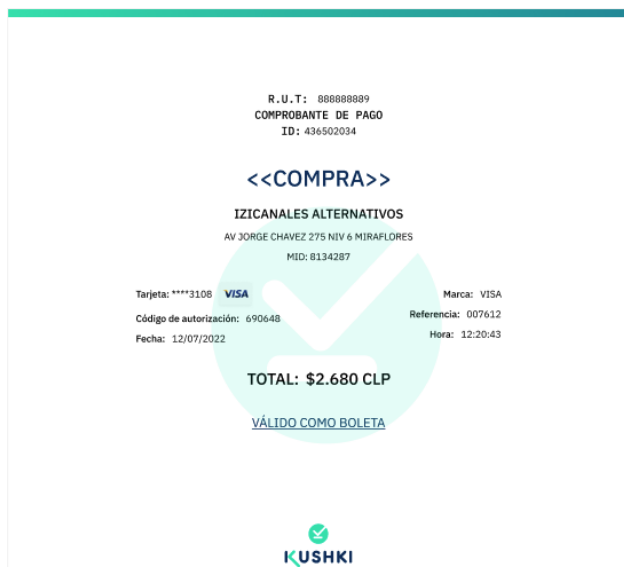 R.U.T: 888888889
COMPROBANTE DE PAGO
ID: 436502034
<<COMPRA>>
IZICANALES ALTERNATIVOS
AV JORGE CHAVEZ 275 NIV 6 MIRAFLORES
MID: 8134287
Tarjeta: ****3108 VISA Marca: VISA
Código de autorización: 690648 Referencia: 007612
Fecha: 12/07/2022 Hora: 12:20:43
TOTAL: $2.680 CLP
VÁLIDO COMO BOLETA
KUSHKI